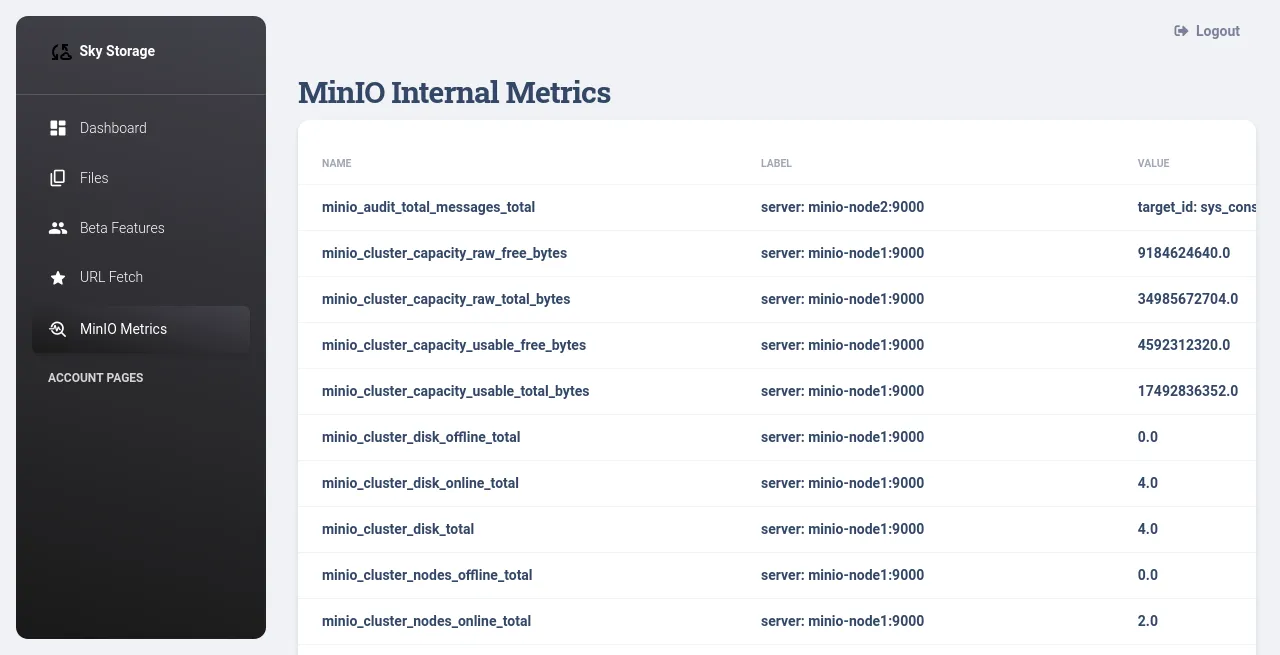 Sky Storage
Logout
Dashboard
Files
Beta Features
URL Fetch
MinIO Metrics
ACCOUNT PAGES
MinIO Internal Metrics
NAME LABEL VALUE
minio_audit_total_messages_total server: minio-node2:9000 target_id: sys_cons
minio_cluster_capacity_raw_free_bytes server: minio-node1:9000 9184624640.0
minio_cluster_capacity_raw_total_bytes server: minio-node1:9000 34985672704.0
minio_cluster_capacity_usable_free_bytes server: minio-node1:9000 4592312320.0
minio_cluster_capacity_usable_total_bytes server: minio-node1:9000 17492836352.0
minio_cluster_disk_offline_total server: minio-node1:9000 0.0
minio_cluster_disk_online_total server: minio-node1:9000 4.0
minio_cluster_disk_total server: minio-node1:9000 4.0
minio_cluster_nodes_offline_total server: minio-node1:9000 0.0
minio_cluster_nodes_online_total server: minio-node1:9000 2.0